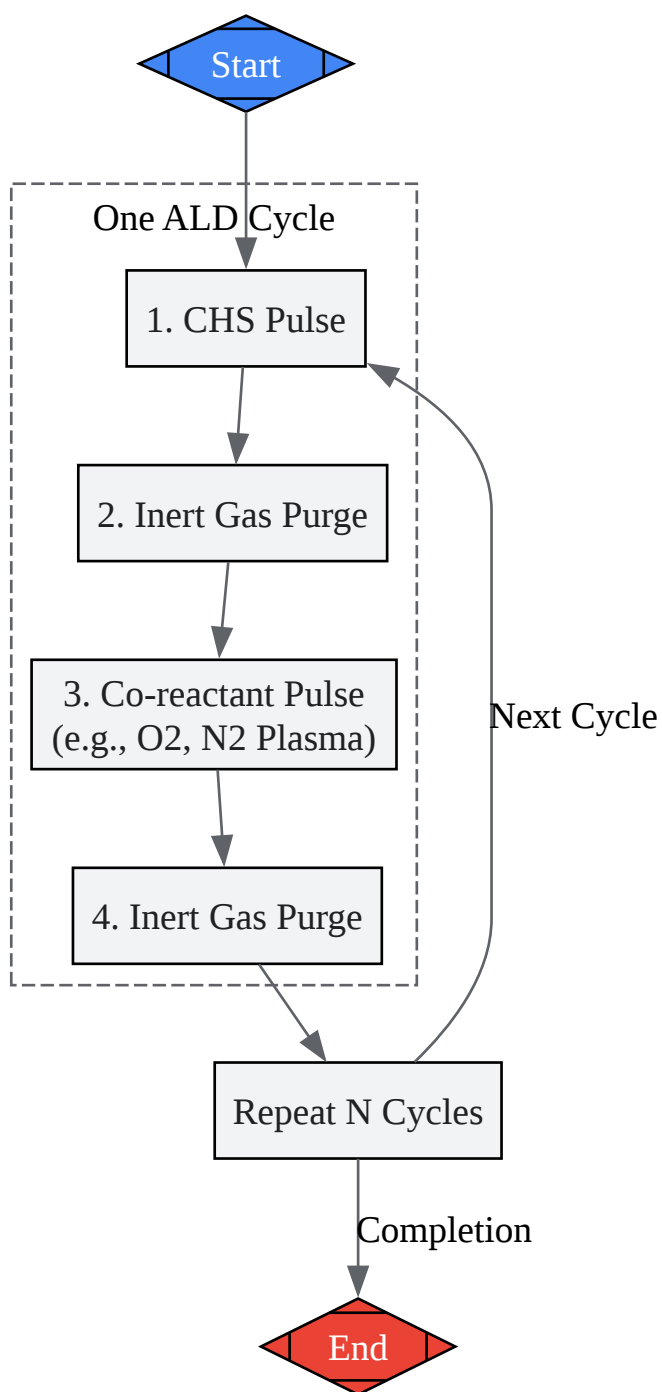 Start
One ALD Cycle
1. CHS Pulse
2. Inert Gas Purge
3. Co-reactant Pulse
(e.g., O2, N2 Plasma)
Next Cycle
4. Inert Gas Purge
Repeat N Cycles
Completion
End